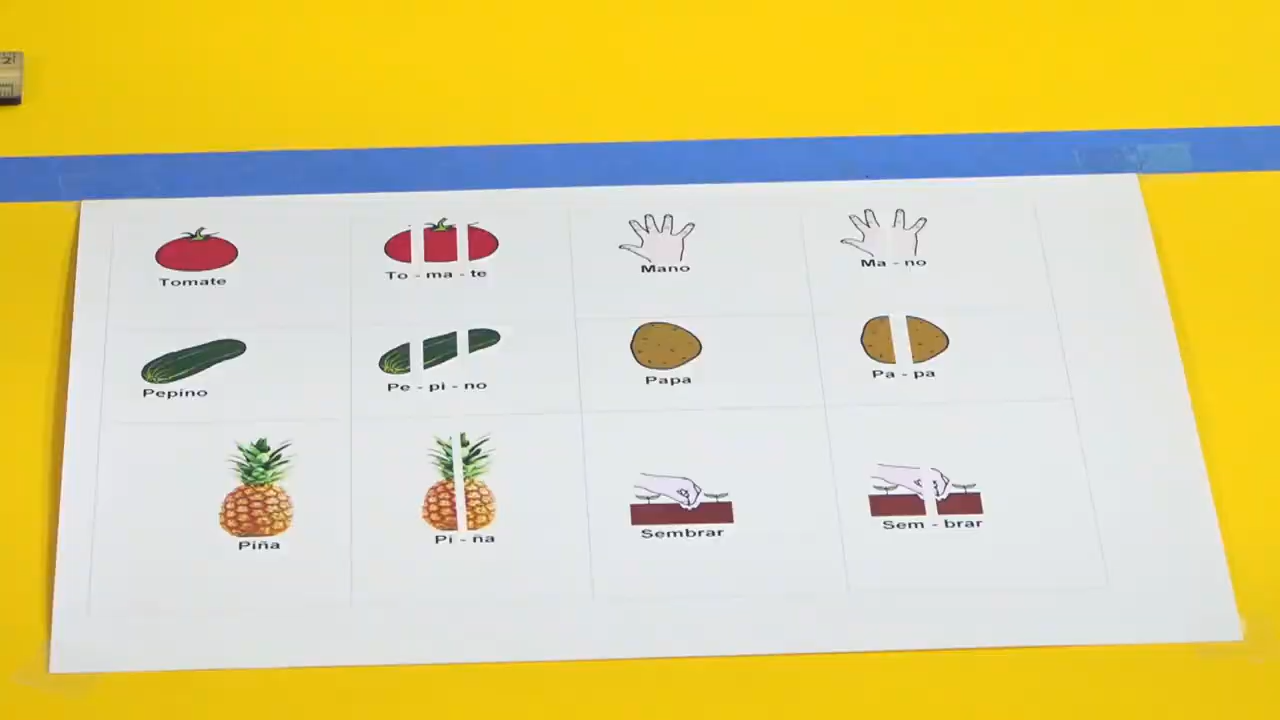 Tomate
To - ma - te
Mano
Ma - no
Pepino
Pe - pi - no
Papa
Pa - pa
Piña
Pi - ña
Sembrar
Sem - brar